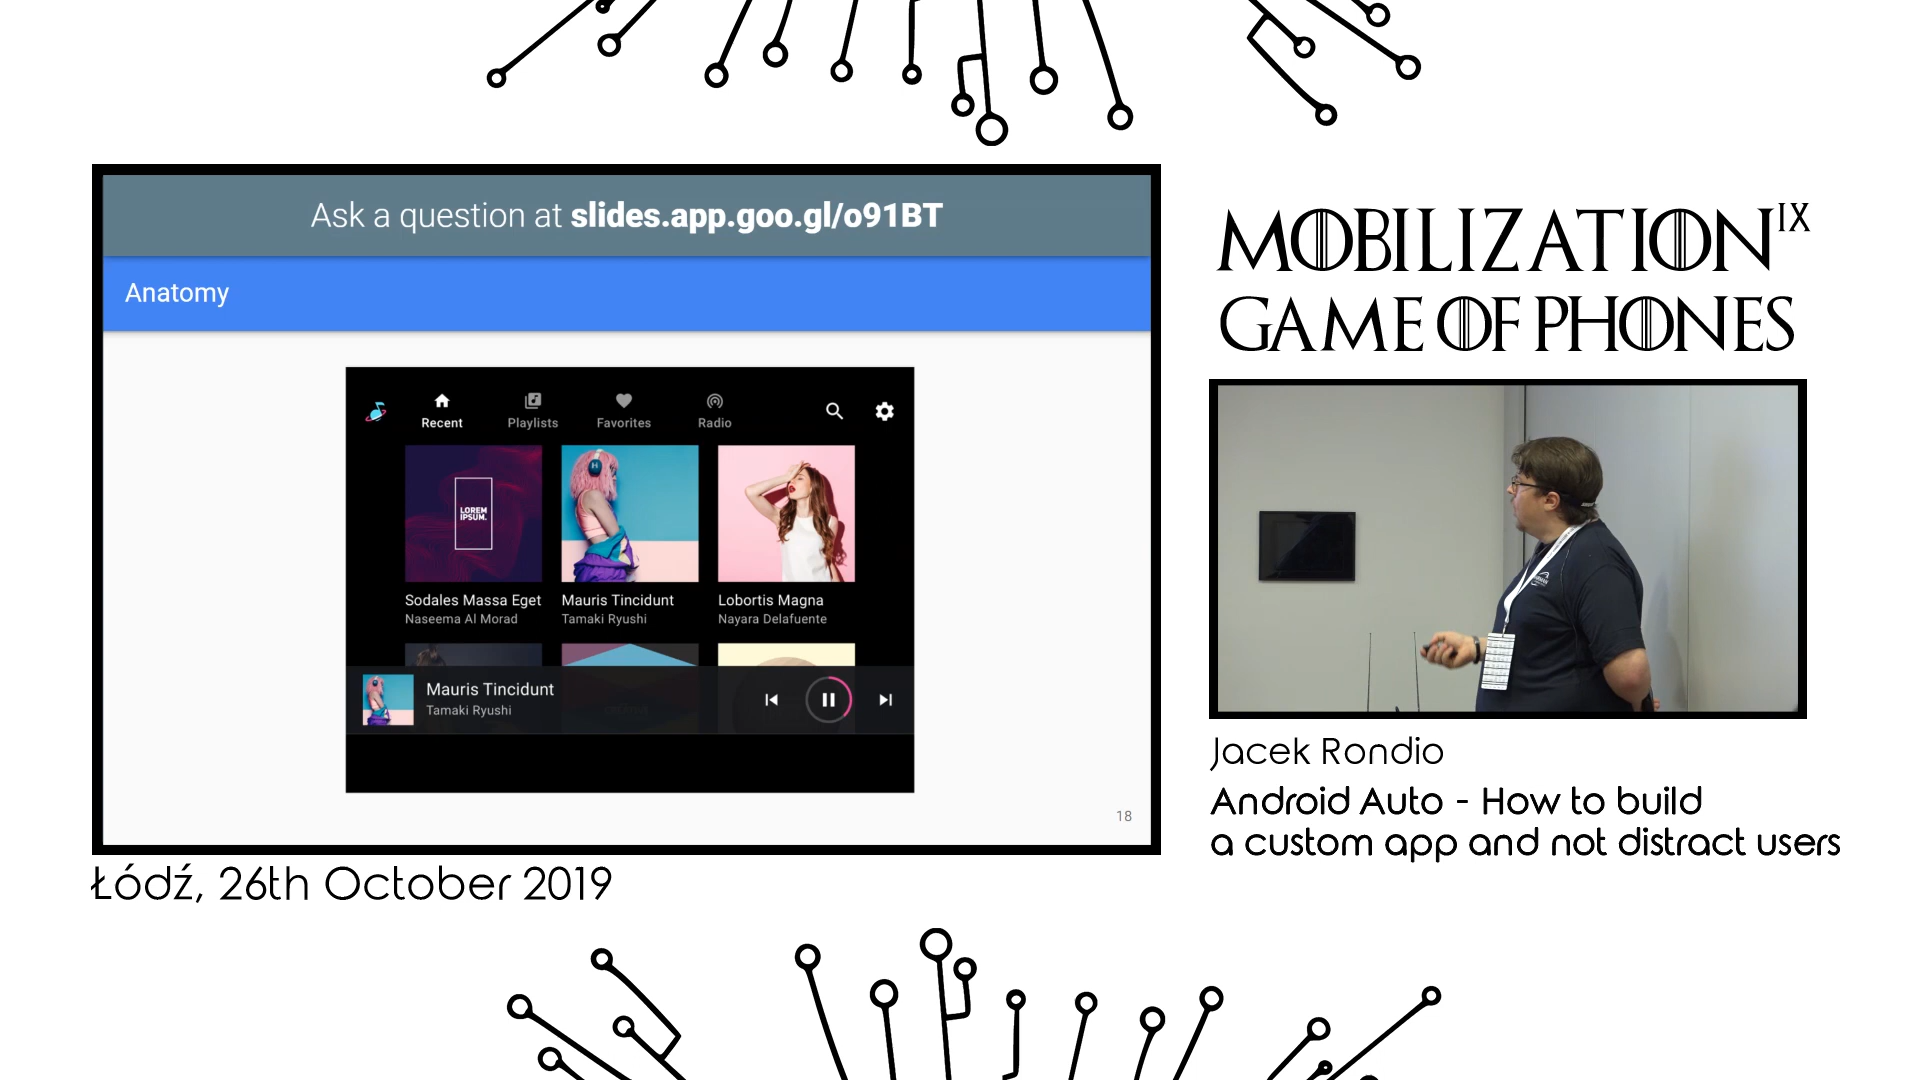 Ask a question at slides.app.goo.gl/o91BT
Anatomy
Recent
Playlists
Favorites
Radio
LOREM
IPSUM.
Sodales Massa Eget
Mauris Tincidunt
Lobortis Magna
Naseema Al Morad
Tamaki Ryushi
Nayara Delafuente
Mauris Tincidunt
Tamaki Ryushi
18
MOBILIZATION IX
GAME OF PHONES
Jacek Rondio
Android Auto - How to build
a custom app and not distract users
Łódź, 26th October 2019